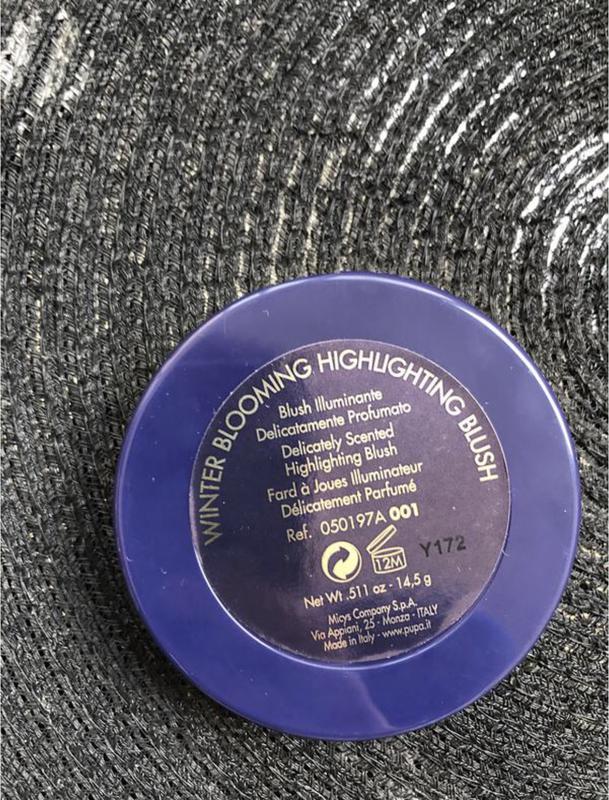 WINTER BLOOMING HIGHLIGHTING BLUSH
Blush Illuminante
Delicatamente Profumato
Delicately Scented
Highlighting Blush
Fard à Joues Illuminateur
Délicatement Parfumé
Ref. 050197A 001
12M
Y172
Net Wt .511 oz - 14,5 g
Micys Company S.p.A.
Via Appiani, 25 - Monza - ITALY
Made in Italy - www.pupa.it